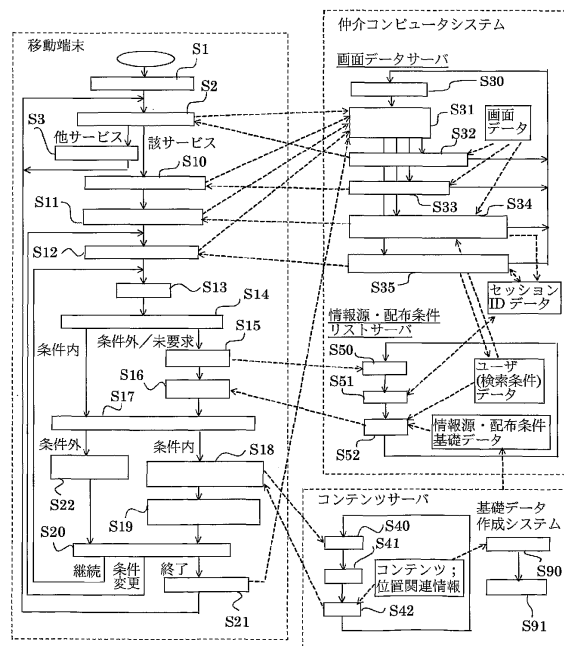 移動端末
S1
S2
S3
他サービス
該サービス
S10
S11
S12
S13
S14
条件内
条件外/未要求
S15
S16
S17
条件外
条件内
S18
S22
S19
S20
継続
条件
変更
終了
S21
仲介コンピュータシステム
画面データサーバ
S30
S31
S32
画面
データ
S33
S34
S35
セッション
IDデータ
情報源・配布条件
リストサーバ
S50
S51
S52
ユーザ
(検索条件)
データ
情報源・配布条件
基礎データ
コンテンツサーバ
S40
S41
S42
コンテンツ;
位置関連情報
基礎データ
作成システム
S90
S91